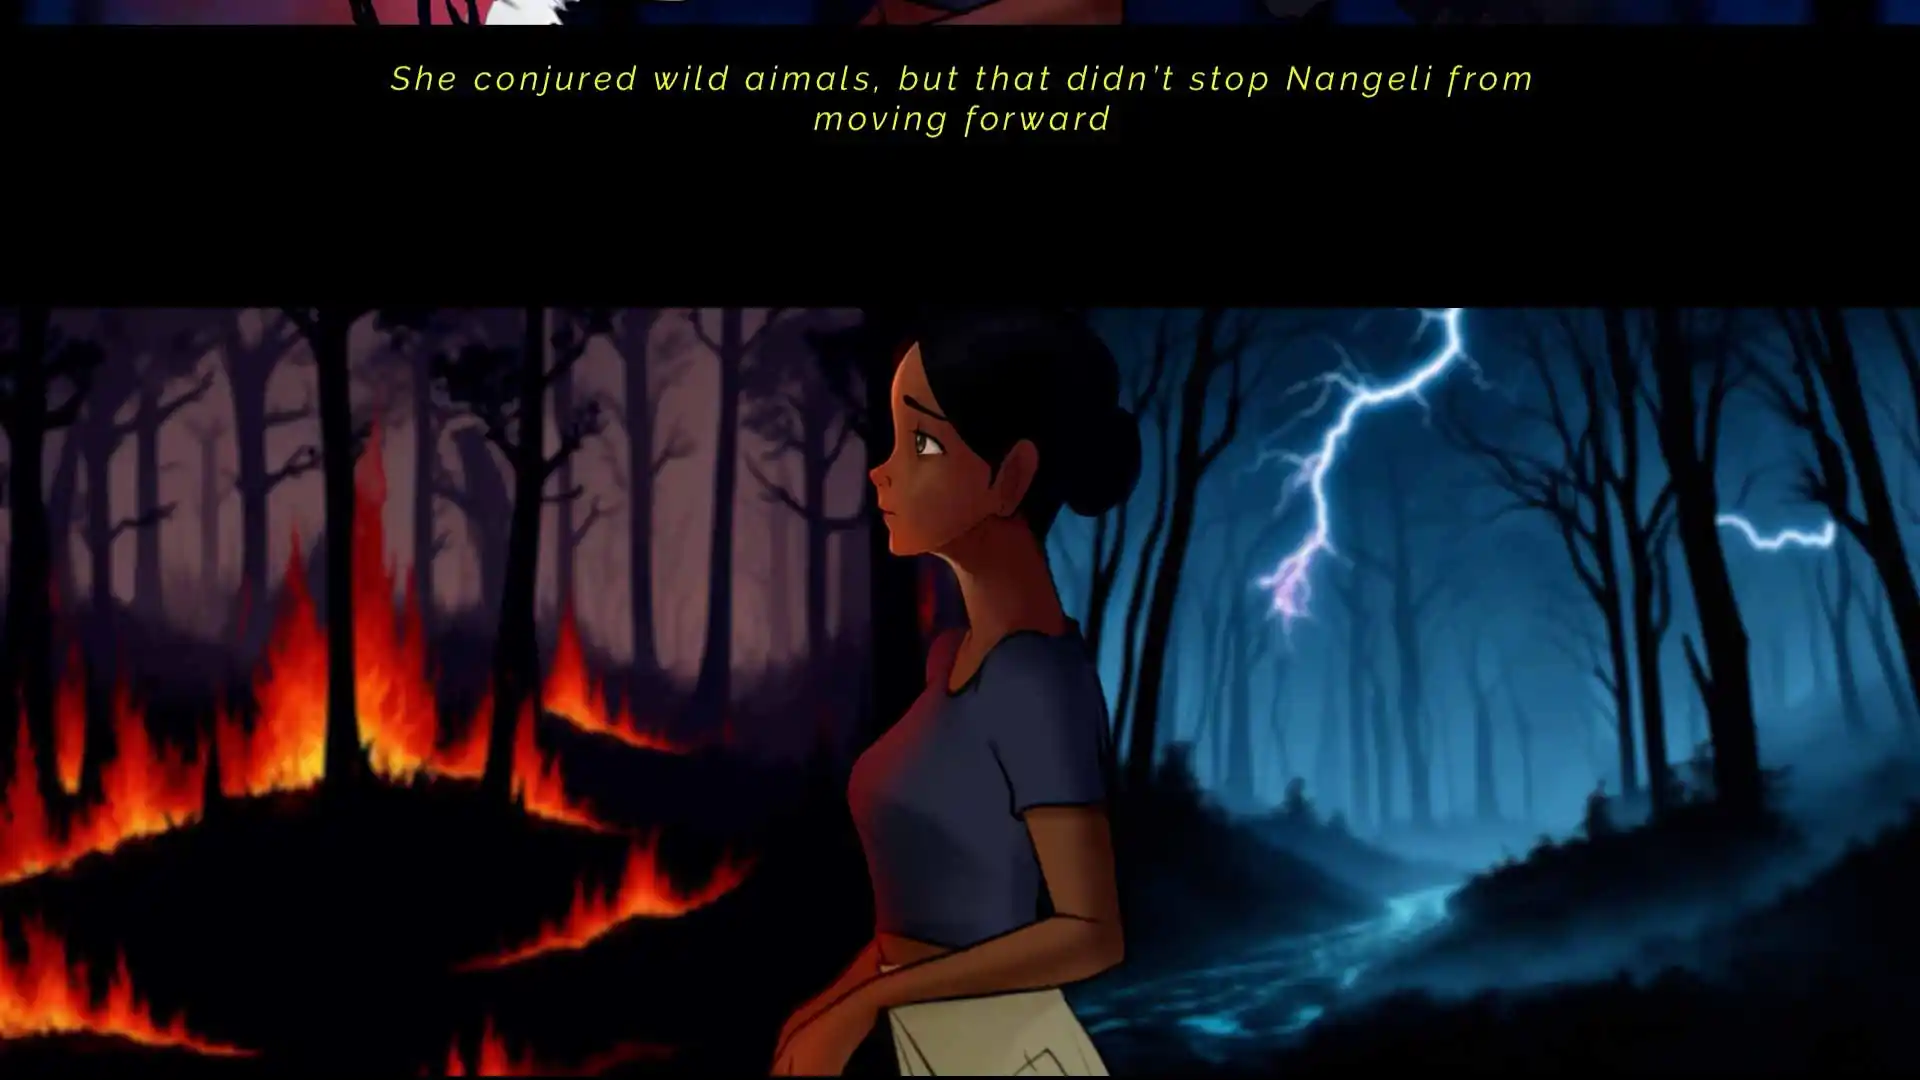 She conjured wild aimals, but that didn't stop Nangeli from
moving forward